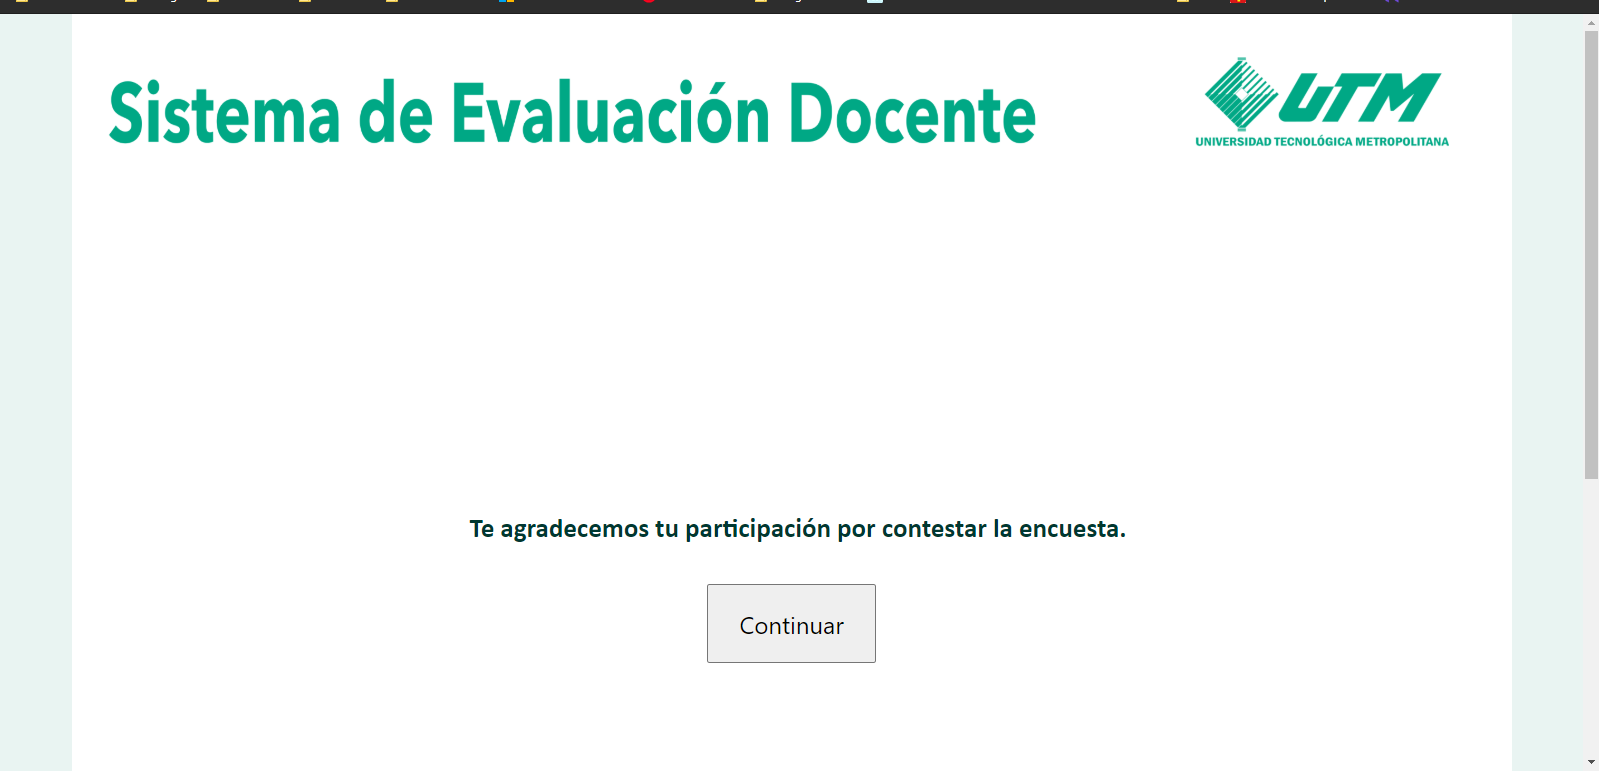 Sistema de Evaluación Docente
UTM
UNIVERSIDAD TECNOLÓGICA METROPOLITANA
Te agradecemos tu participación por contestar la encuesta.
Continuar